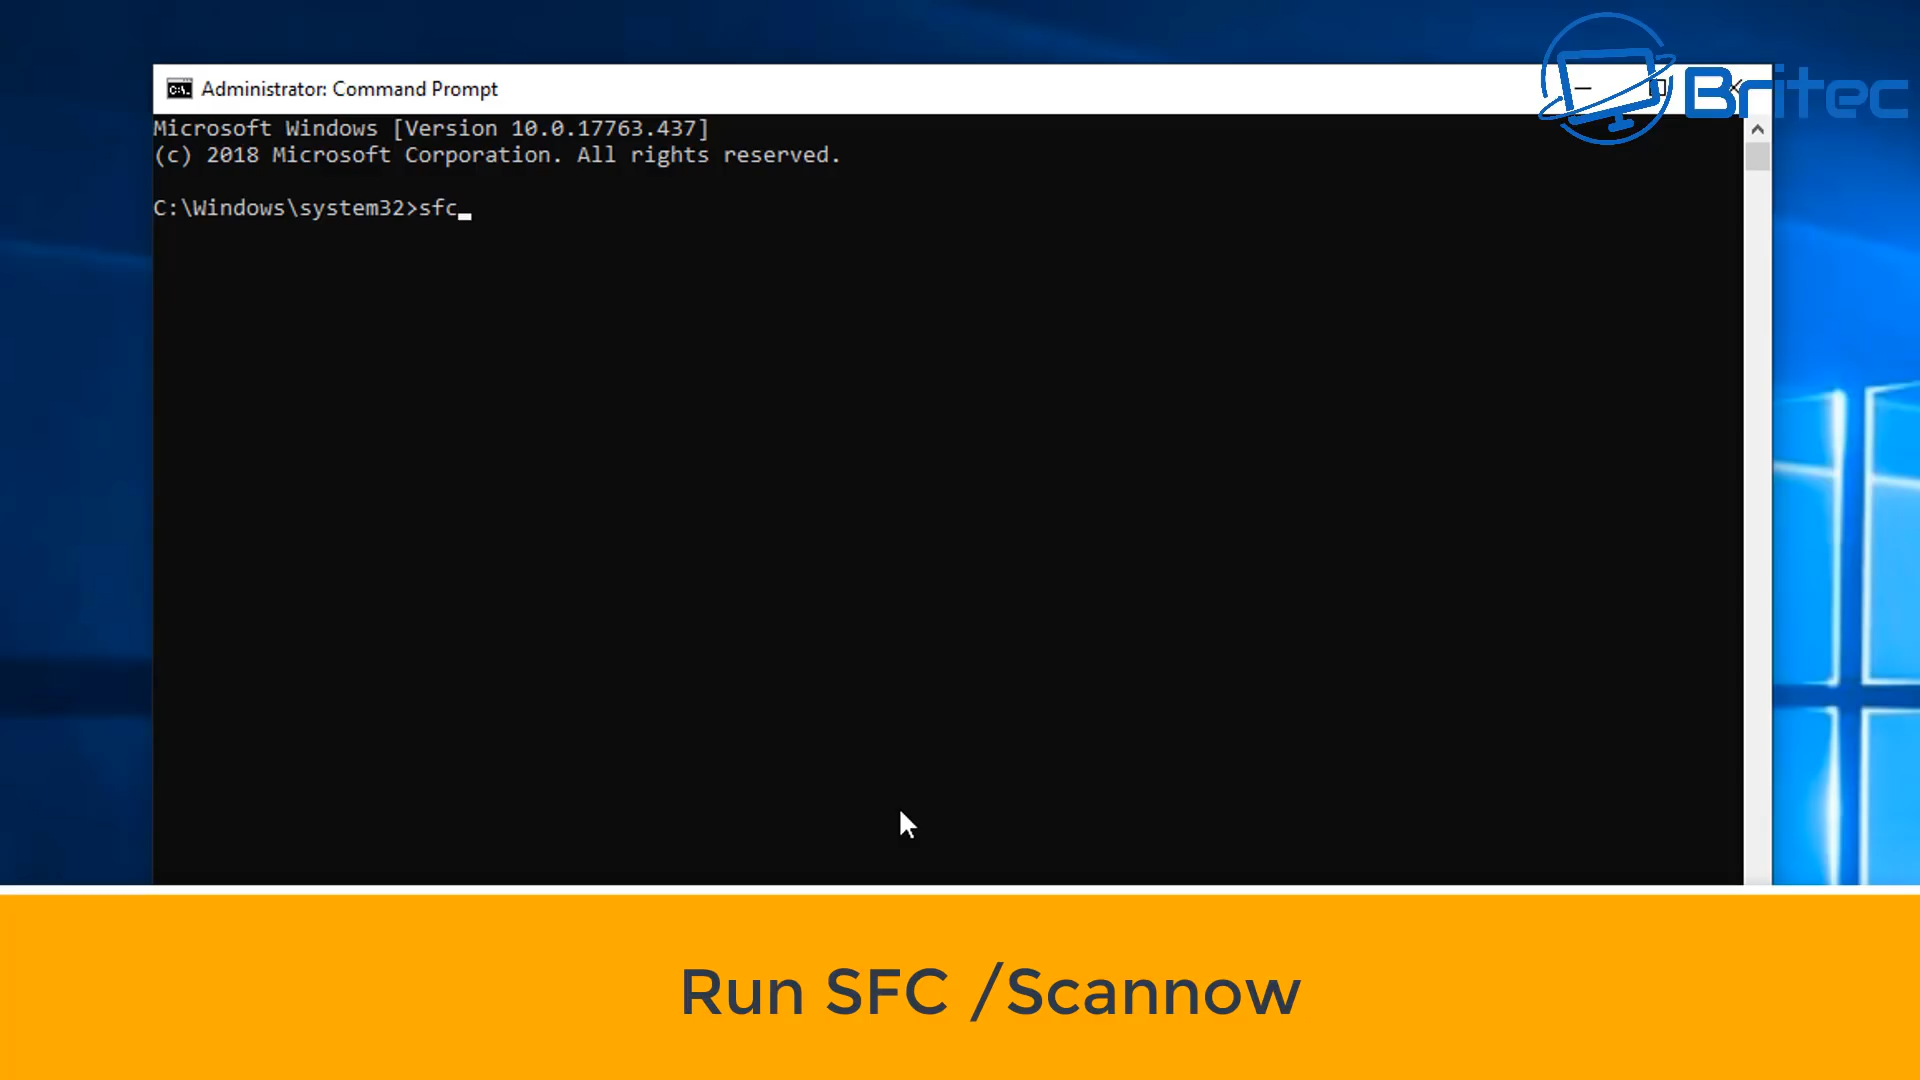 Britec
Administrator: Command Prompt
Microsoft Windows [Version 10.0.17763.437]
(c) 2018 Microsoft Corporation. All rights reserved.
C:\Windows\system32>sfc_
Run SFC /Scannow